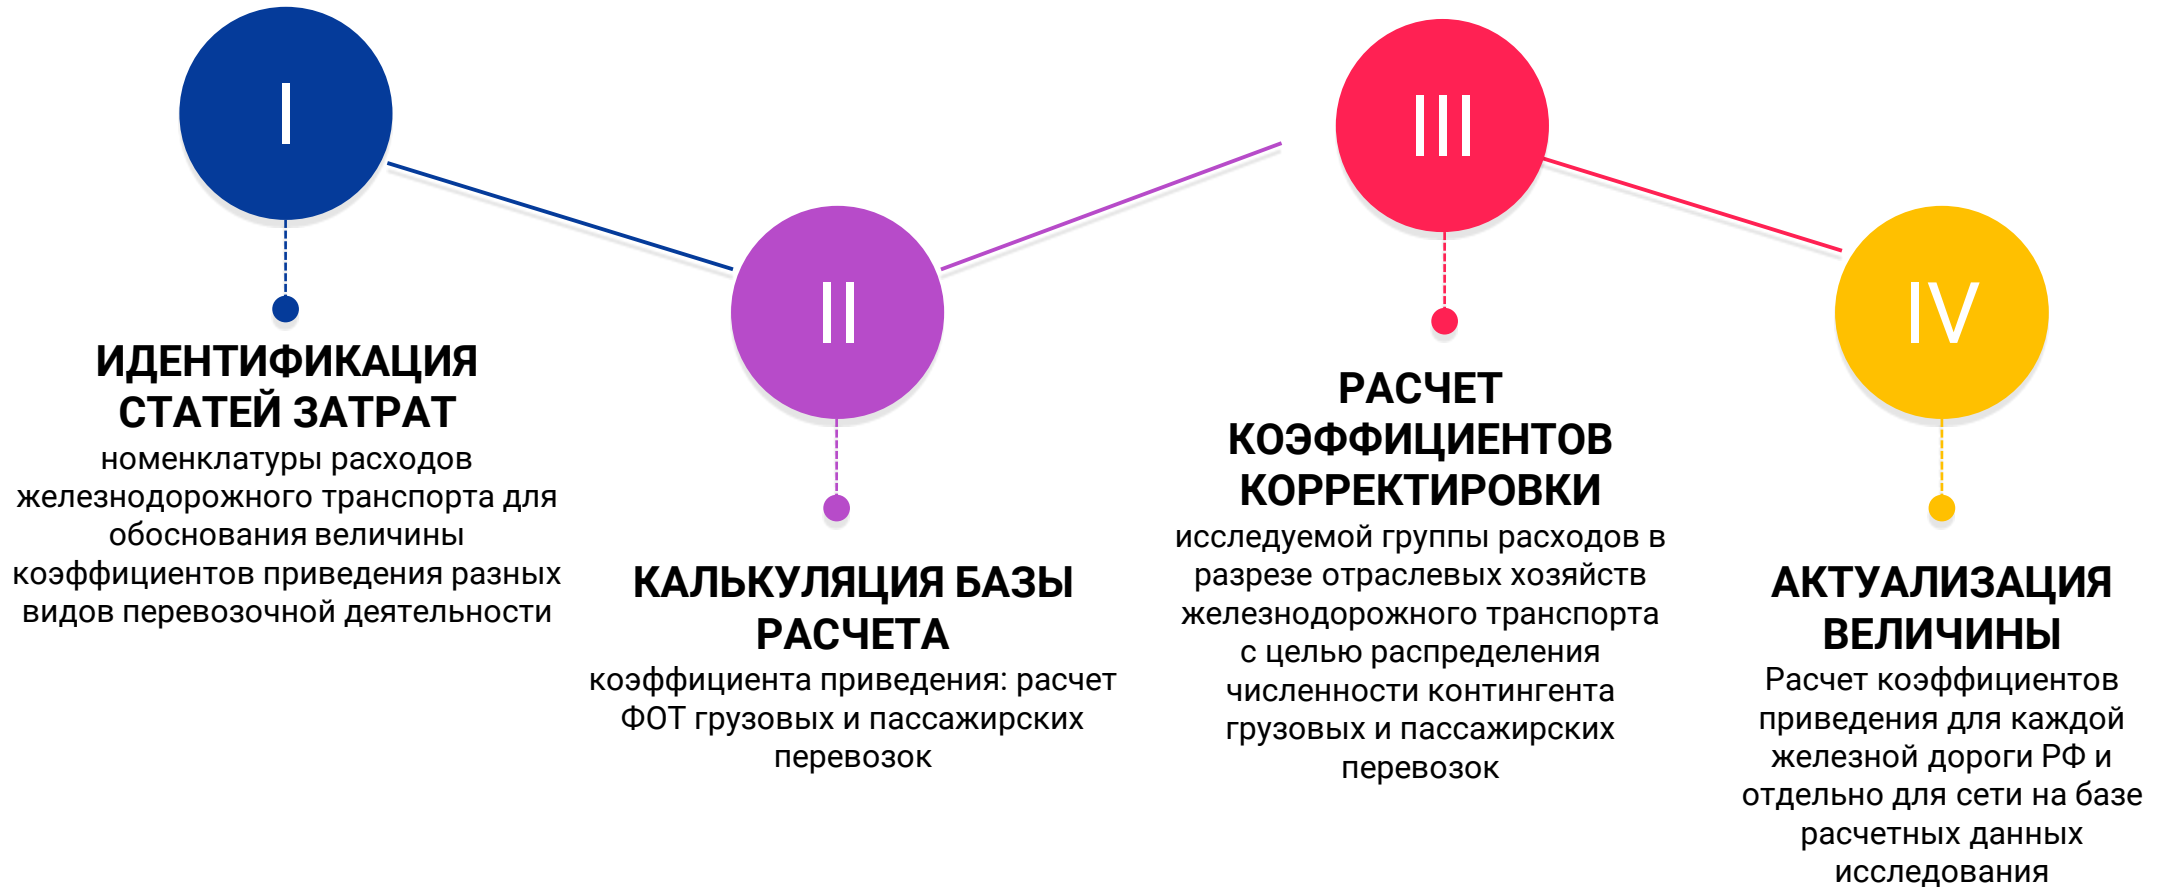 I
ИДЕНТИФИКАЦИЯ
СТАТЕЙ ЗАТРАТ
номенклатуры расходов
железнодорожного транспорта для
обоснования величины
коэффициентов приведения разных
видов перевозочной деятельности
II
КАЛЬКУЛЯЦИЯ БАЗЫ
РАСЧЕТА
коэффициента приведения: расчет
ФОТ грузовых и пассажирских
перевозок
III
РАСЧЕТ
КОЭФФИЦИЕНТОВ
КОРРЕКТИРОВКИ
исследуемой группы расходов в
разрезе отраслевых хозяйств
железнодорожного транспорта
с целью распределения
численности контингента
грузовых и пассажирских
перевозок
IV
АКТУАЛИЗАЦИЯ
ВЕЛИЧИНЫ
Расчет коэффициентов
приведения для каждой
железной дороги РФ и
отдельно для сети на базе
расчетных данных
исследования